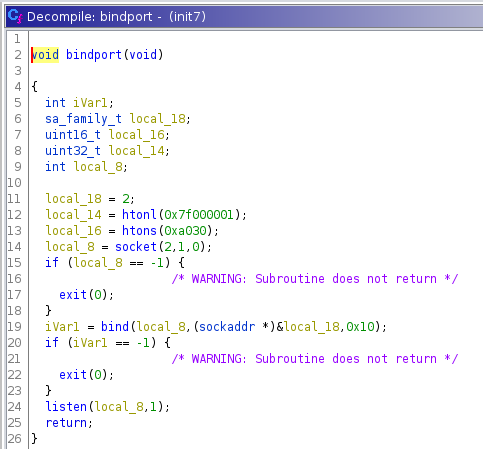 Decompile: bindport - (init7)
1
2 void bindport(void)
3
4 {
5   int iVar1;
6   sa_family_t local_18;
7   uint16_t local_16;
8   uint32_t local_14;
9   int local_8;
10
11   local_18 = 2;
12   local_14 = htonl(0x7f000001);
13   local_16 = htons(0xa030);
14   local_8 = socket(2,1,0);
15   if (local_8 == -1) {
16                     /* WARNING: Subroutine does not return */
17     exit(0);
18   }
19   iVar1 = bind(local_8,(sockaddr *)&local_18,0x10);
20   if (iVar1 == -1) {
21                     /* WARNING: Subroutine does not return */
22     exit(0);
23   }
24   listen(local_8,1);
25   return;
26 }